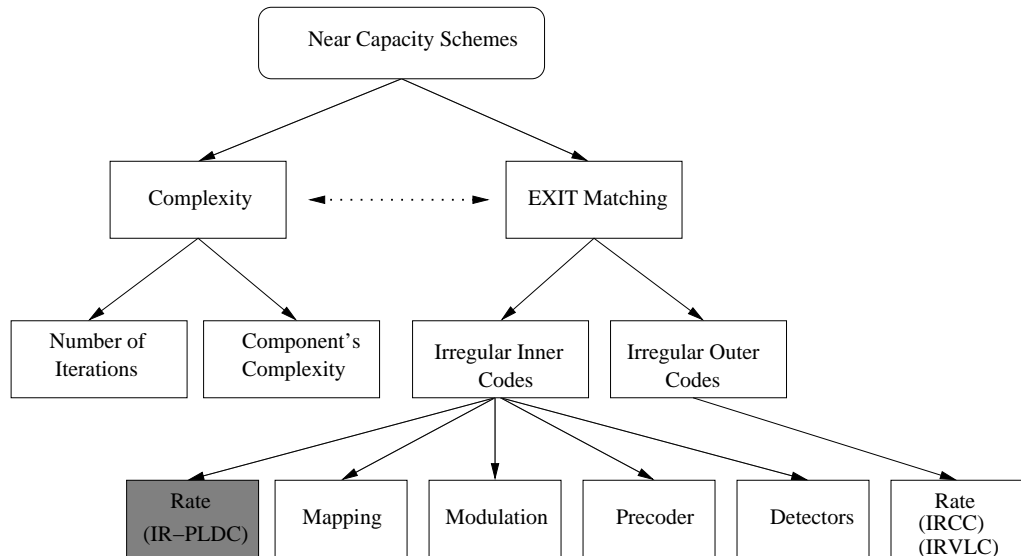 Near Capacity Schemes
Complexity
EXIT Matching
Number of
Iterations
Component's
Complexity
Irregular Inner
Codes
Irregular Outer
Codes
Rate
(IR-PLDC)
Mapping
Modulation
Precoder
Detectors
Rate
(IRCC)
(IRVLC)